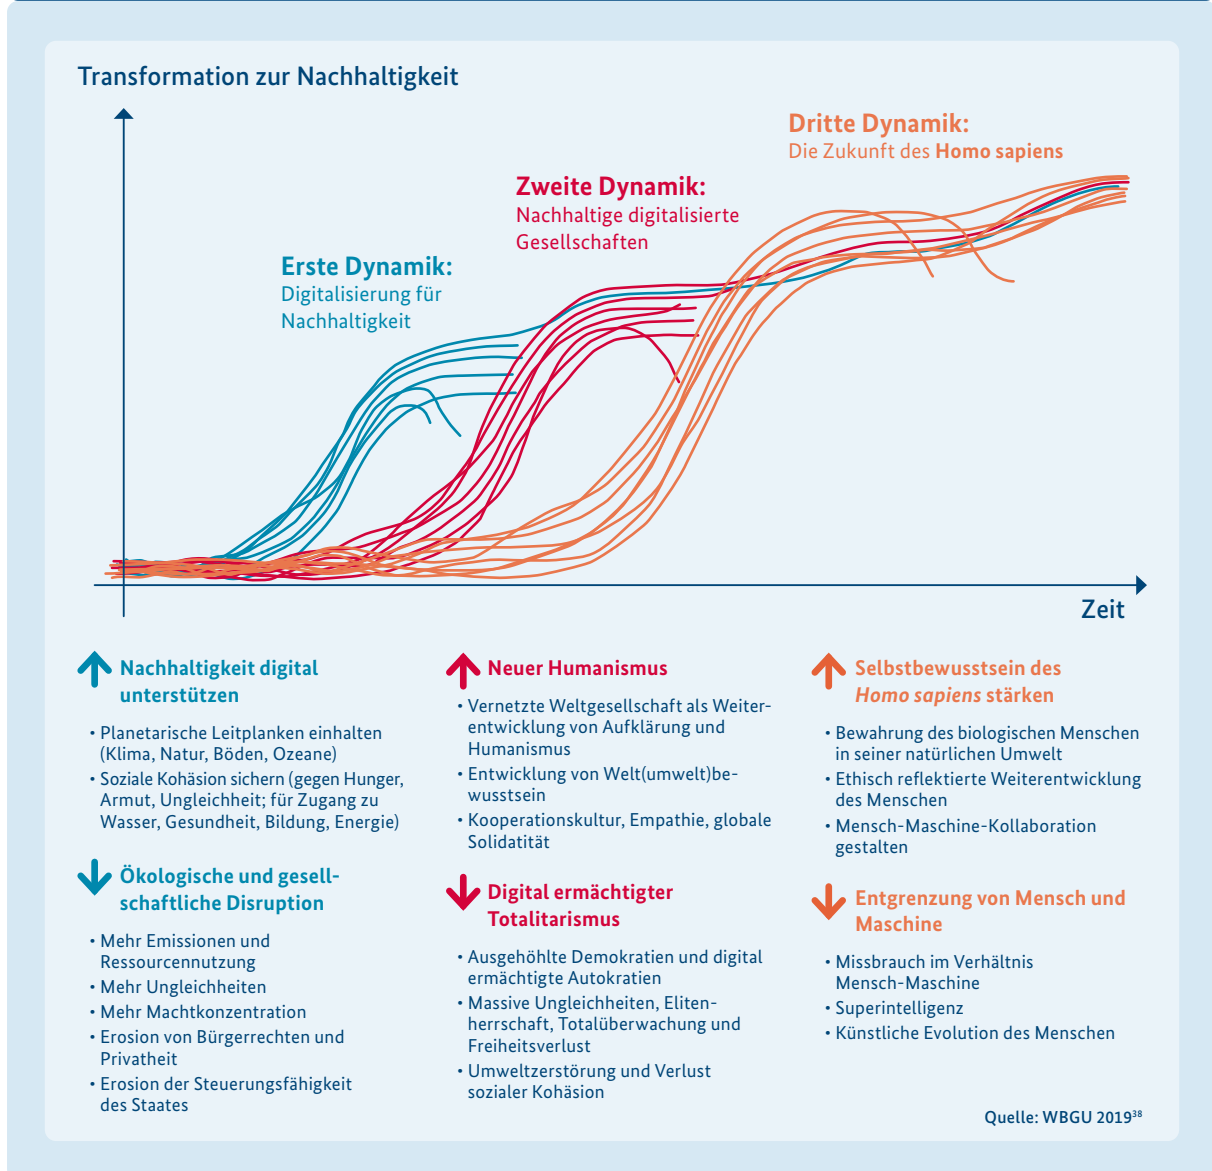 Transformation zur Nachhaltigkeit
Dritte Dynamik:
Die Zukunft des Homo sapiens
Zweite Dynamik:
Nachhaltige digitalisierte
Gesellschaften
Erste Dynamik:
Digitalisierung für
Nachhaltigkeit
Zeit
Nachhaltigkeit digital
unterstützen
• Planetarische Leitplanken einhalten
(Klima, Natur, Böden, Ozeane)
• Soziale Kohäsion sichern (gegen Hunger,
Armut, Ungleichheit; für Zugang zu
Wasser, Gesundheit, Bildung, Energie)
Ökologische und gesell-
schaftliche Disruption
• Mehr Emissionen und
Ressourcennutzung
• Mehr Ungleichheiten
• Mehr Machtkonzentration
• Erosion von Bürgerrechten und
Privatheit
• Erosion der Steuerungsfähigkeit
des Staates
Neuer Humanismus
• Vernetzte Weltgesellschaft als Weiter-
entwicklung von Aufklärung und
Humanismus
• Entwicklung von Welt(umwelt)be-
wusstsein
• Kooperationskultur, Empathie, globale
Solidatität
Digital ermächtigter
Totalitarismus
• Ausgehöhlte Demokratien und digital
ermächtigte Autokratien
• Massive Ungleichheiten, Eliten-
herrschaft, Totalüberwachung und
Freiheitsverlust
• Umweltzerstörung und Verlust
sozialer Kohäsion
Selbstbewusstsein des
Homo sapiens stärken
• Bewahrung des biologischen Menschen
in seiner natürlichen Umwelt
• Ethisch reflektierte Weiterentwicklung
des Menschen
• Mensch-Maschine-Kollaboration
gestalten
Entgrenzung von Mensch und
Maschine
• Missbrauch im Verhältnis
Mensch-Maschine
• Superintelligenz
• Künstliche Evolution des Menschen
Quelle: WBGU 2019³⁸